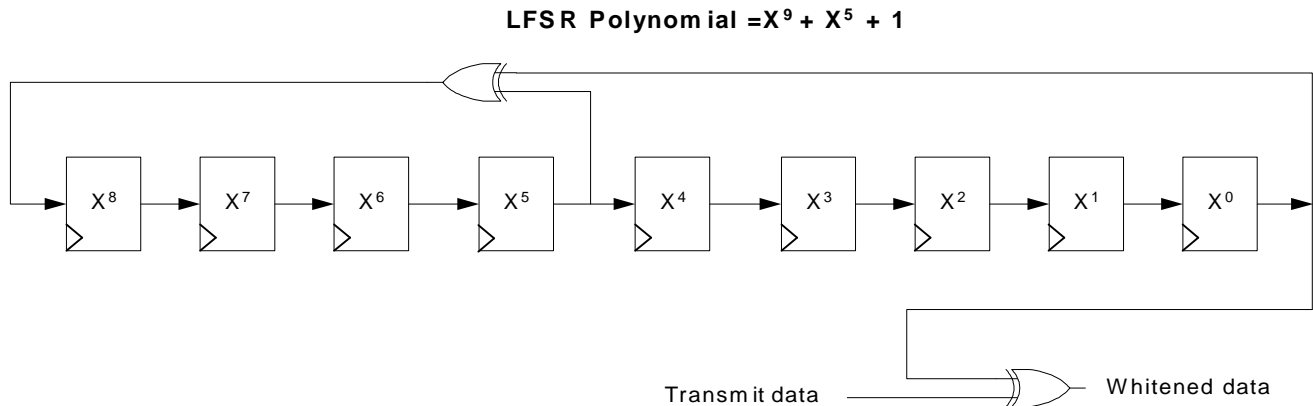 LFSR Polynomial =X⁹ + X⁵ + 1
X⁸ X⁷ X⁶ X⁵ X⁴ X³ X² X¹ X⁰
Transmit data
Whitened data